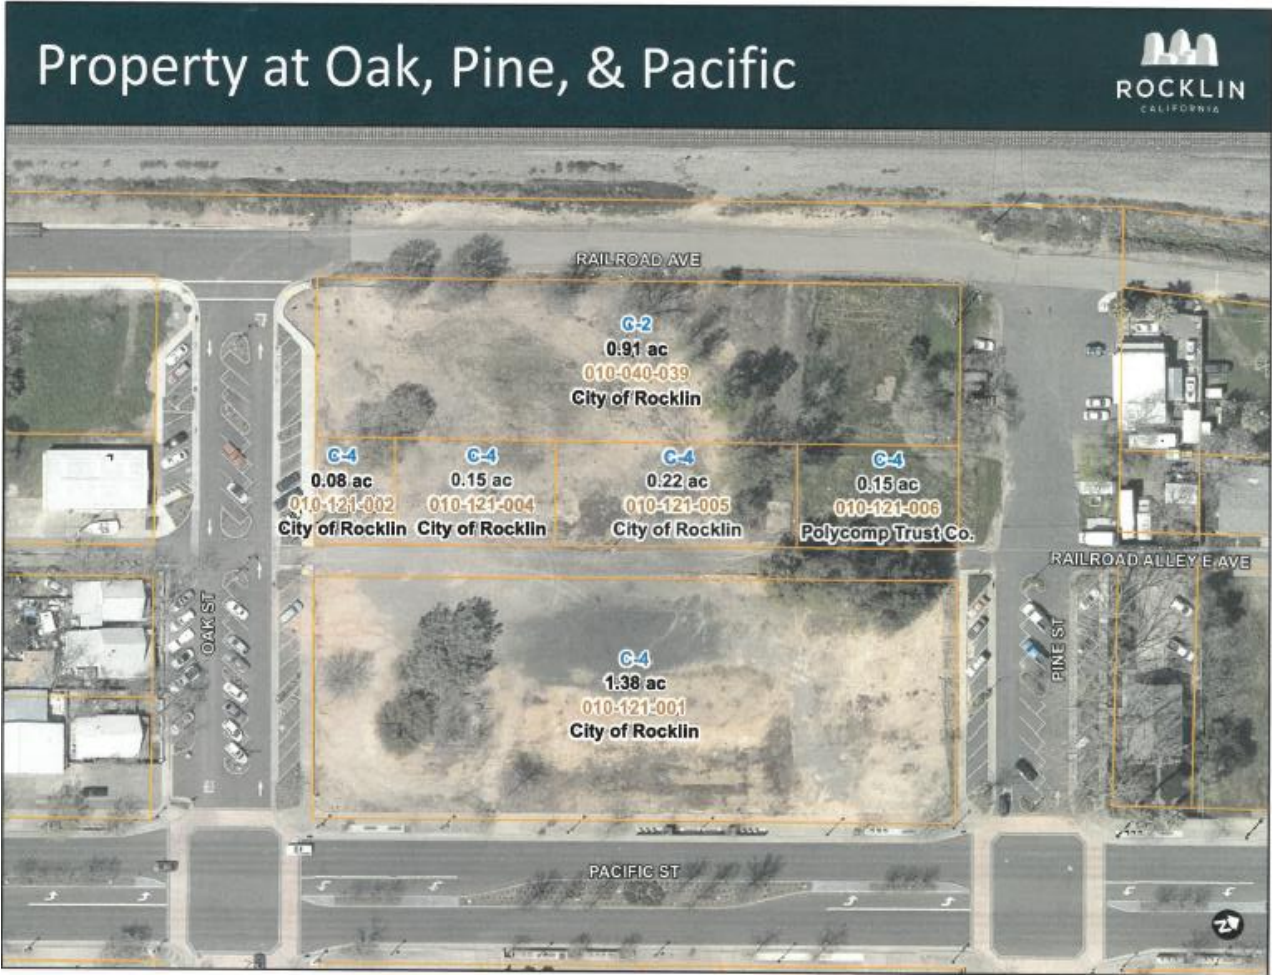 Property at Oak, Pine, & Pacific
ROCKLIN
CALIFORNIA
RAILROAD AVE
C-2
0.91 ac
010-040-039
City of Rocklin
C-4
0.08 ac
010-121-002
City of Rocklin
C-4
0.15 ac
010-121-004
City of Rocklin
C-4
0.22 ac
010-121-005
City of Rocklin
C-4
0.15 ac
010-121-006
Polycomp Trust Co.
RAILROAD ALLEY E AVE
OAK ST
PINE ST
C-4
1.38 ac
010-121-001
City of Rocklin
PACIFIC ST
N